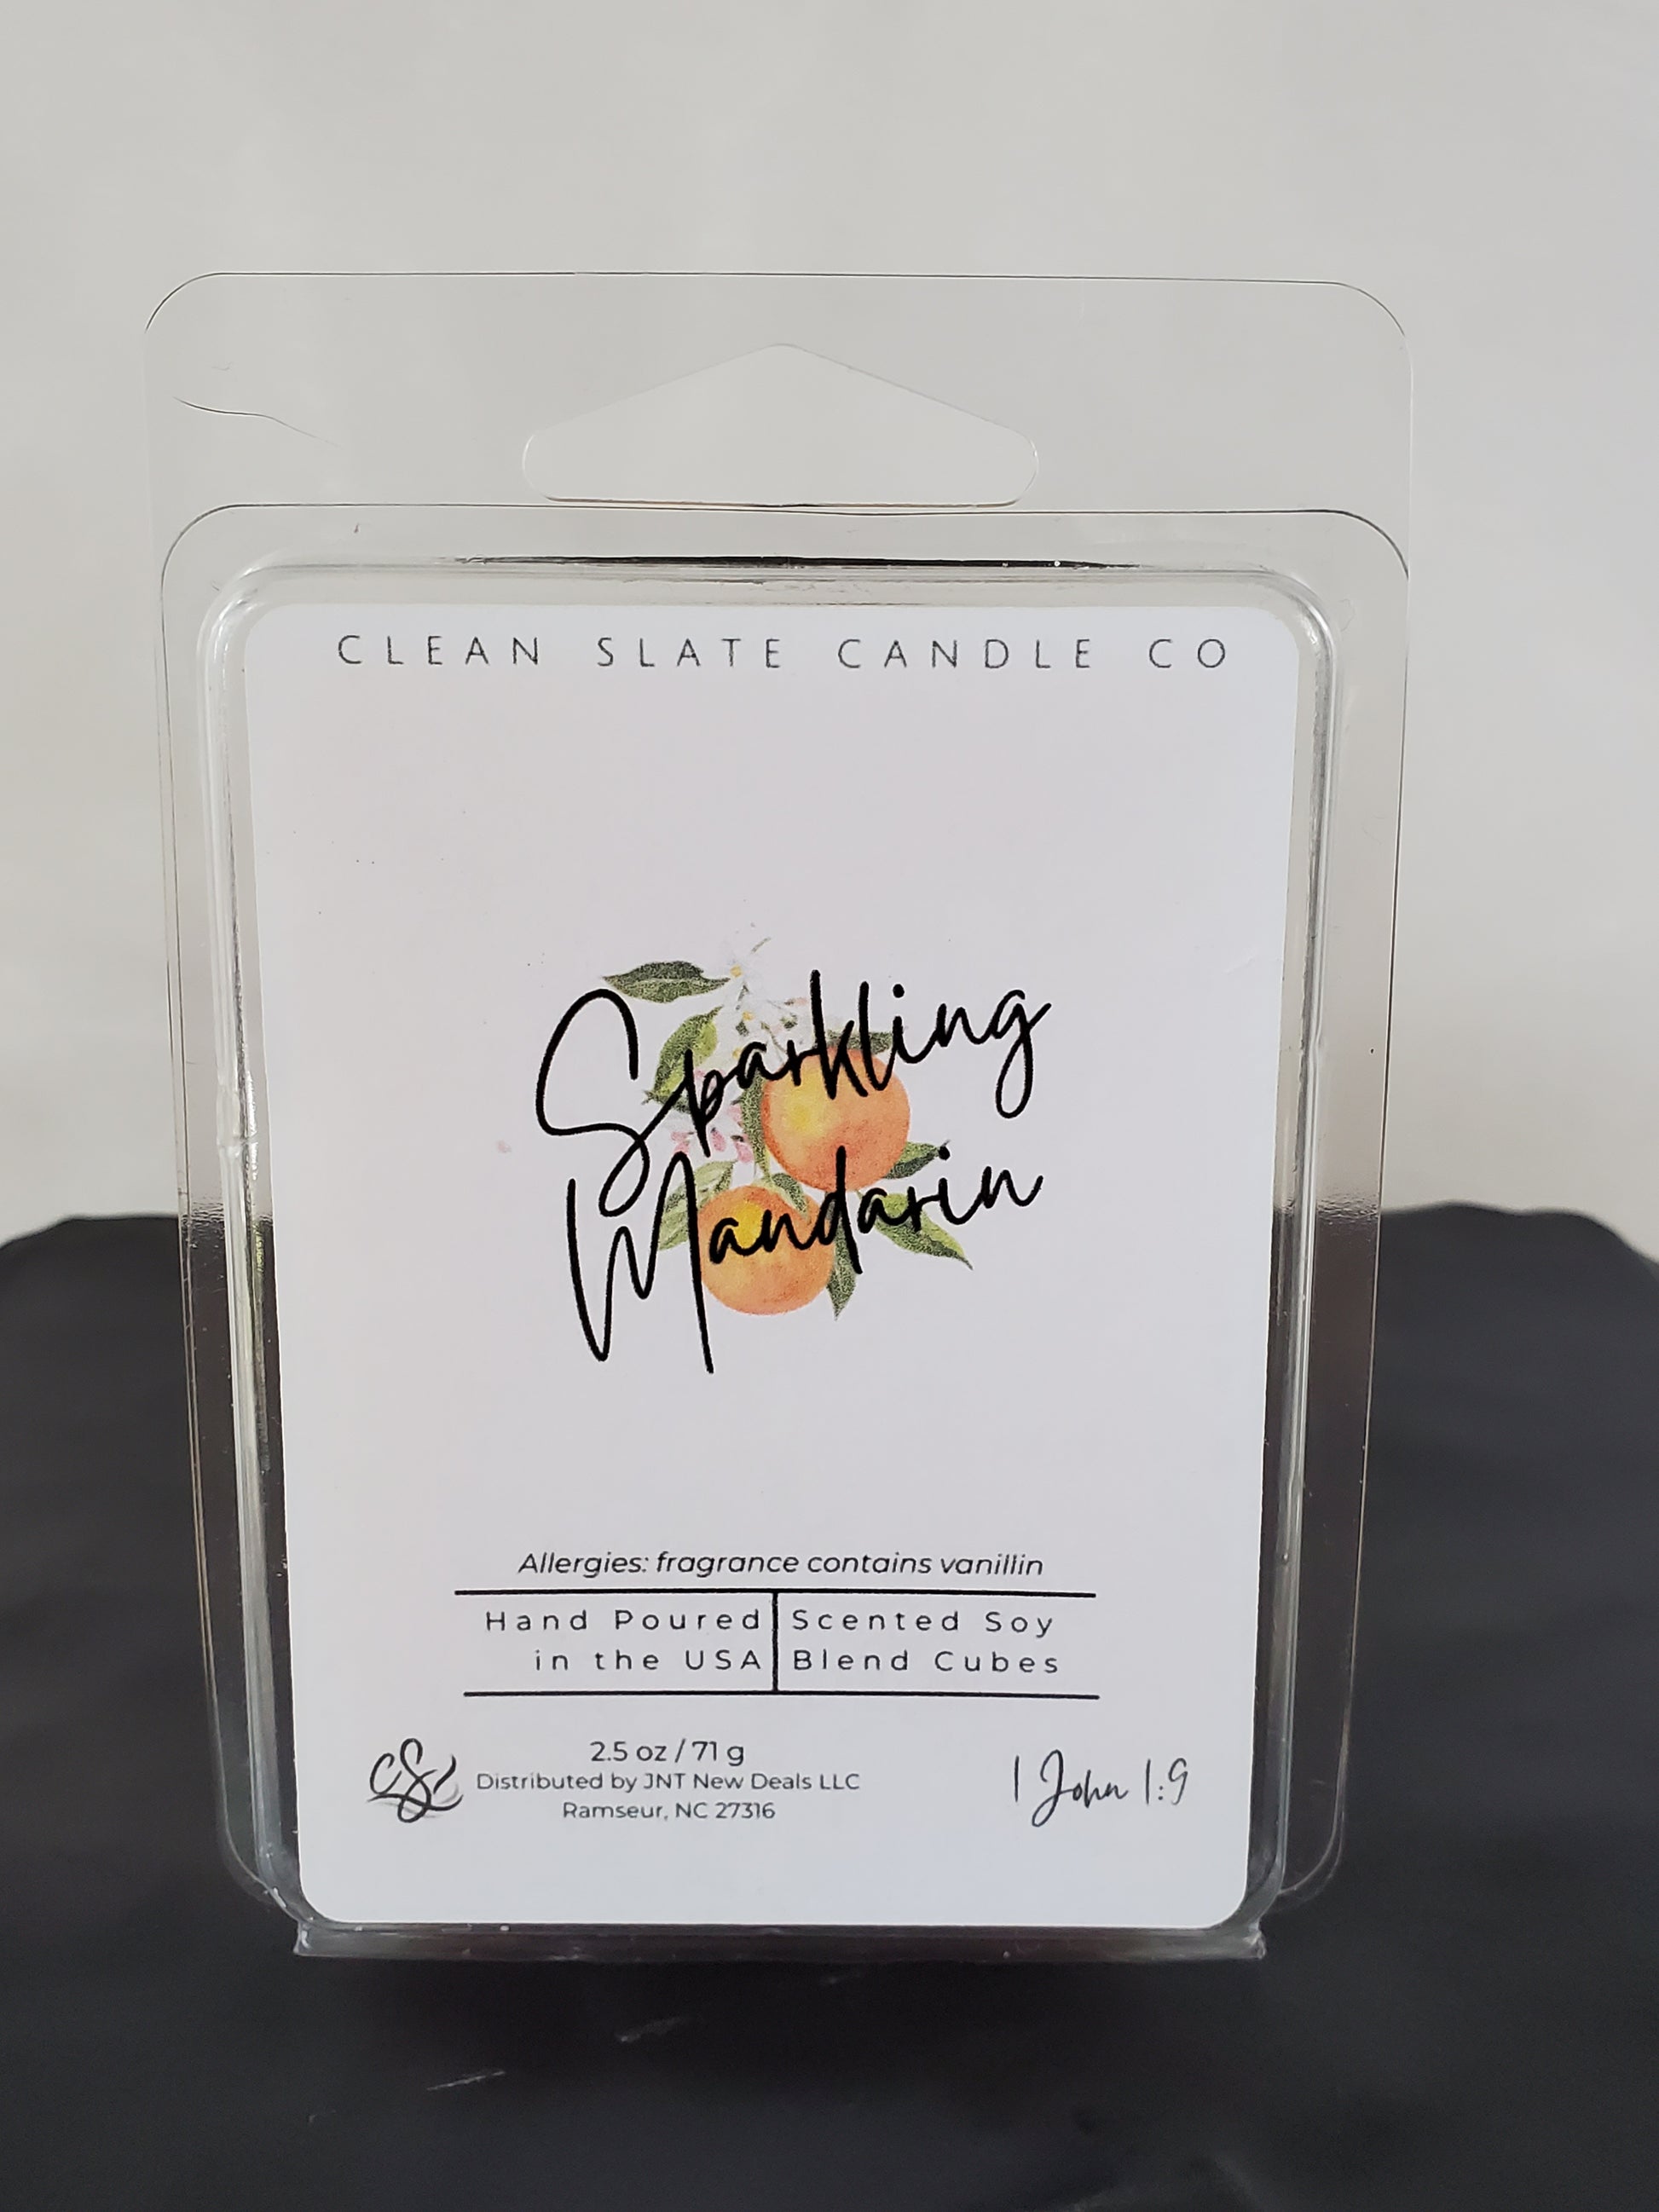 CLEAN SLATE CANDLE CO
Sparkling
Mandarin
Allergies: fragrance contains vanillin
Hand Poured
in the USA
Scented Soy
Blend Cubes
2.5 oz / 71 g
Distributed by JNT New Deals LLC
Ramseur, NC 27316
1 John 1:9